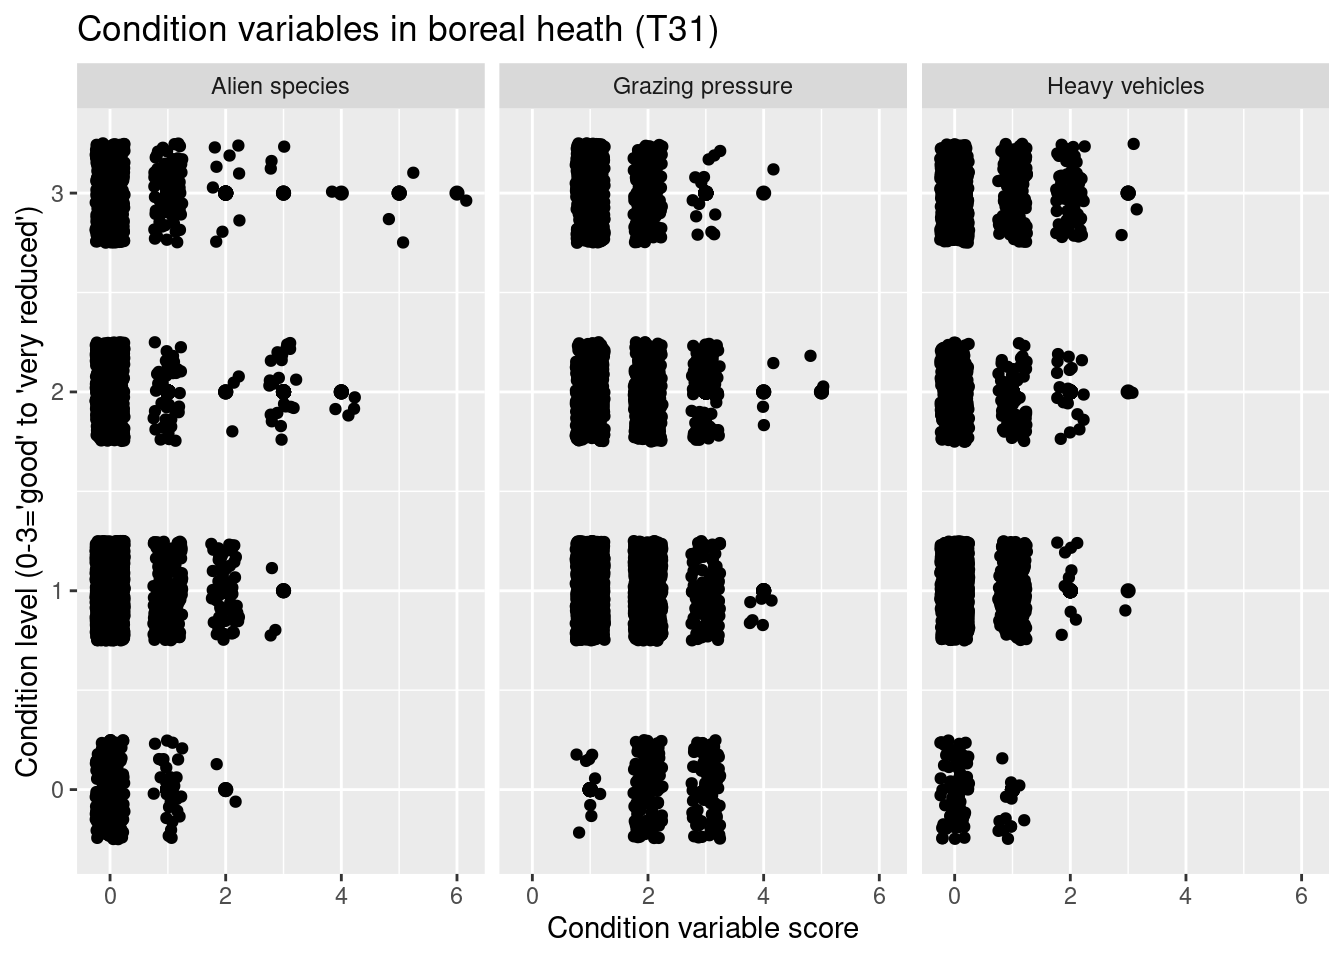 Condition variables in boreal heath (T31)
Alien species
Grazing pressure
Heavy vehicles
Condition level (0-3='good' to 'very reduced')
3
2
1
0
0 2 4 6
0 2 4 6
0 2 4 6
Condition variable score